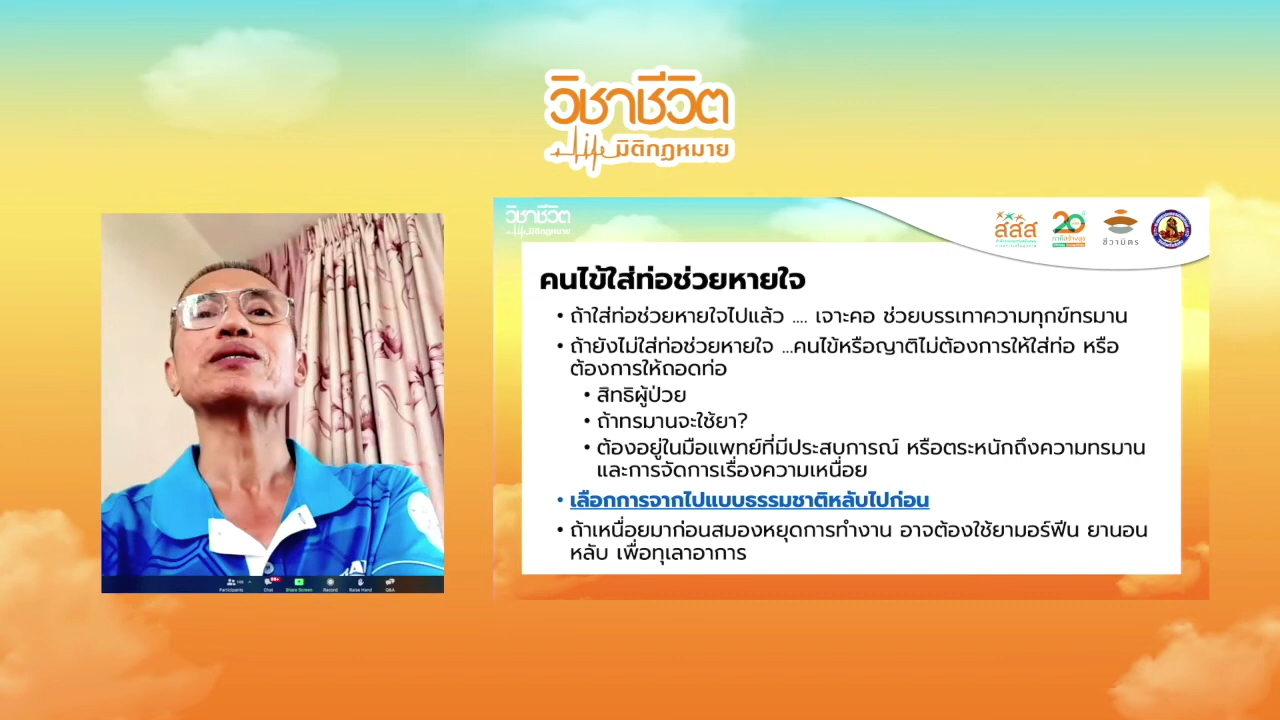 วิชาชีวิต
Life มิติกฎหมาย
วิชาชีวิต
Life มิติกฎหมาย
สสส
20
ชีวามิตร
คนไข้ใส่ท่อช่วยหายใจ
• ถ้าใส่ท่อช่วยหายใจไปแล้ว .... เจาะคอ ช่วยบรรเทาความทุกข์ทรมาน
• ถ้ายังไม่ใส่ท่อช่วยหายใจ ...คนไข้หรือญาติไม่ต้องการให้ใส่ท่อ หรือ
ต้องการให้ถอดท่อ
• สิทธิผู้ป่วย
• ถ้าทรมานจะใช้ยา?
• ต้องอยู่ในมือแพทย์ที่มีประสบการณ์ หรือตระหนักถึงความทรมาน
และการจัดการเรื่องความเหนื่อย
• เลือกการจากไปแบบธรรมชาติหลับไปก่อน
• ถ้าเหนื่อยมาก่อนสมองหยุดการทำงาน อาจต้องใช้ยามอร์ฟีน ยานอน
หลับ เพื่อทุเลาอาการ
Participants Chat Share Screen Record Raise Hand Q&A